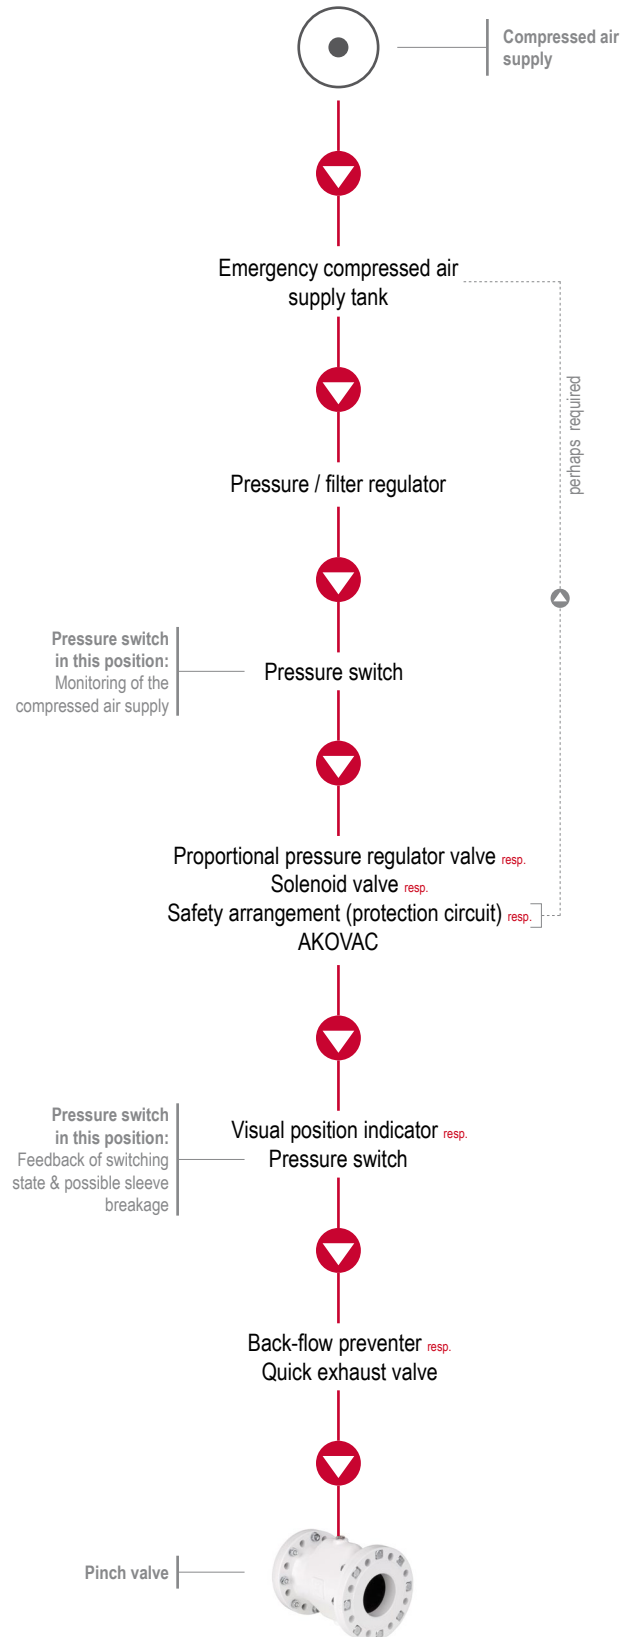 Compressed air
supply
Emergency compressed air
supply tank
perhaps required
Pressure / filter regulator
Pressure switch
in this position:
Monitoring of the
compressed air supply
Pressure switch
Proportional pressure regulator valve resp.
Solenoid valve resp.
Safety arrangement (protection circuit) resp.
AKOVAC
Pressure switch
in this position:
Feedback of switching
state & possible sleeve
breakage
Visual position indicator resp.
Pressure switch
Back-flow preventer resp.
Quick exhaust valve
Pinch valve